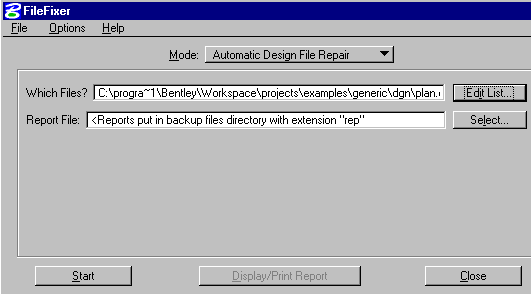 FileFixer
File Options Help
Mode: Automatic Design File Repair
Which Files? C:\progra~1\Bentley\Workspace\projects\examples\generic\dgn\plan. Edit List...
Report File: <Reports put in backup files directory with extension "rep" Select...
Start Display/Print Report Close